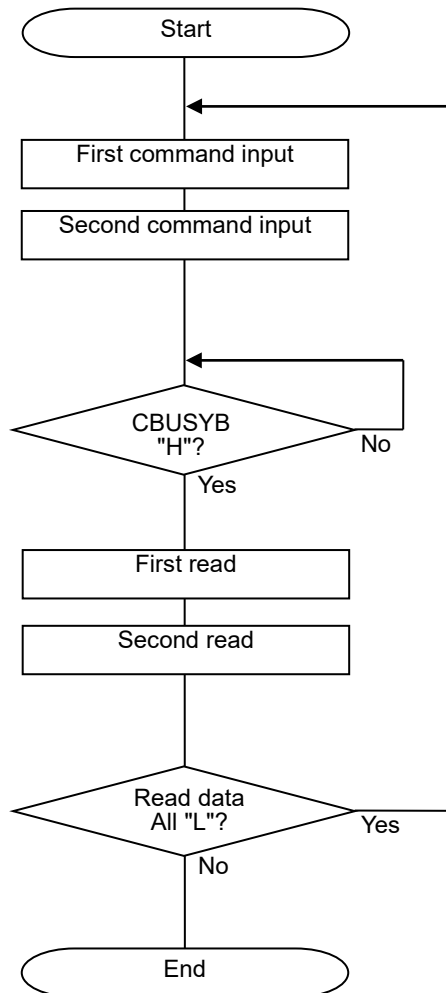 Start
First command input
Second command input
CBUSYB
"H"?
No
Yes
First read
Second read
Read data
All "L"?
Yes
No
End